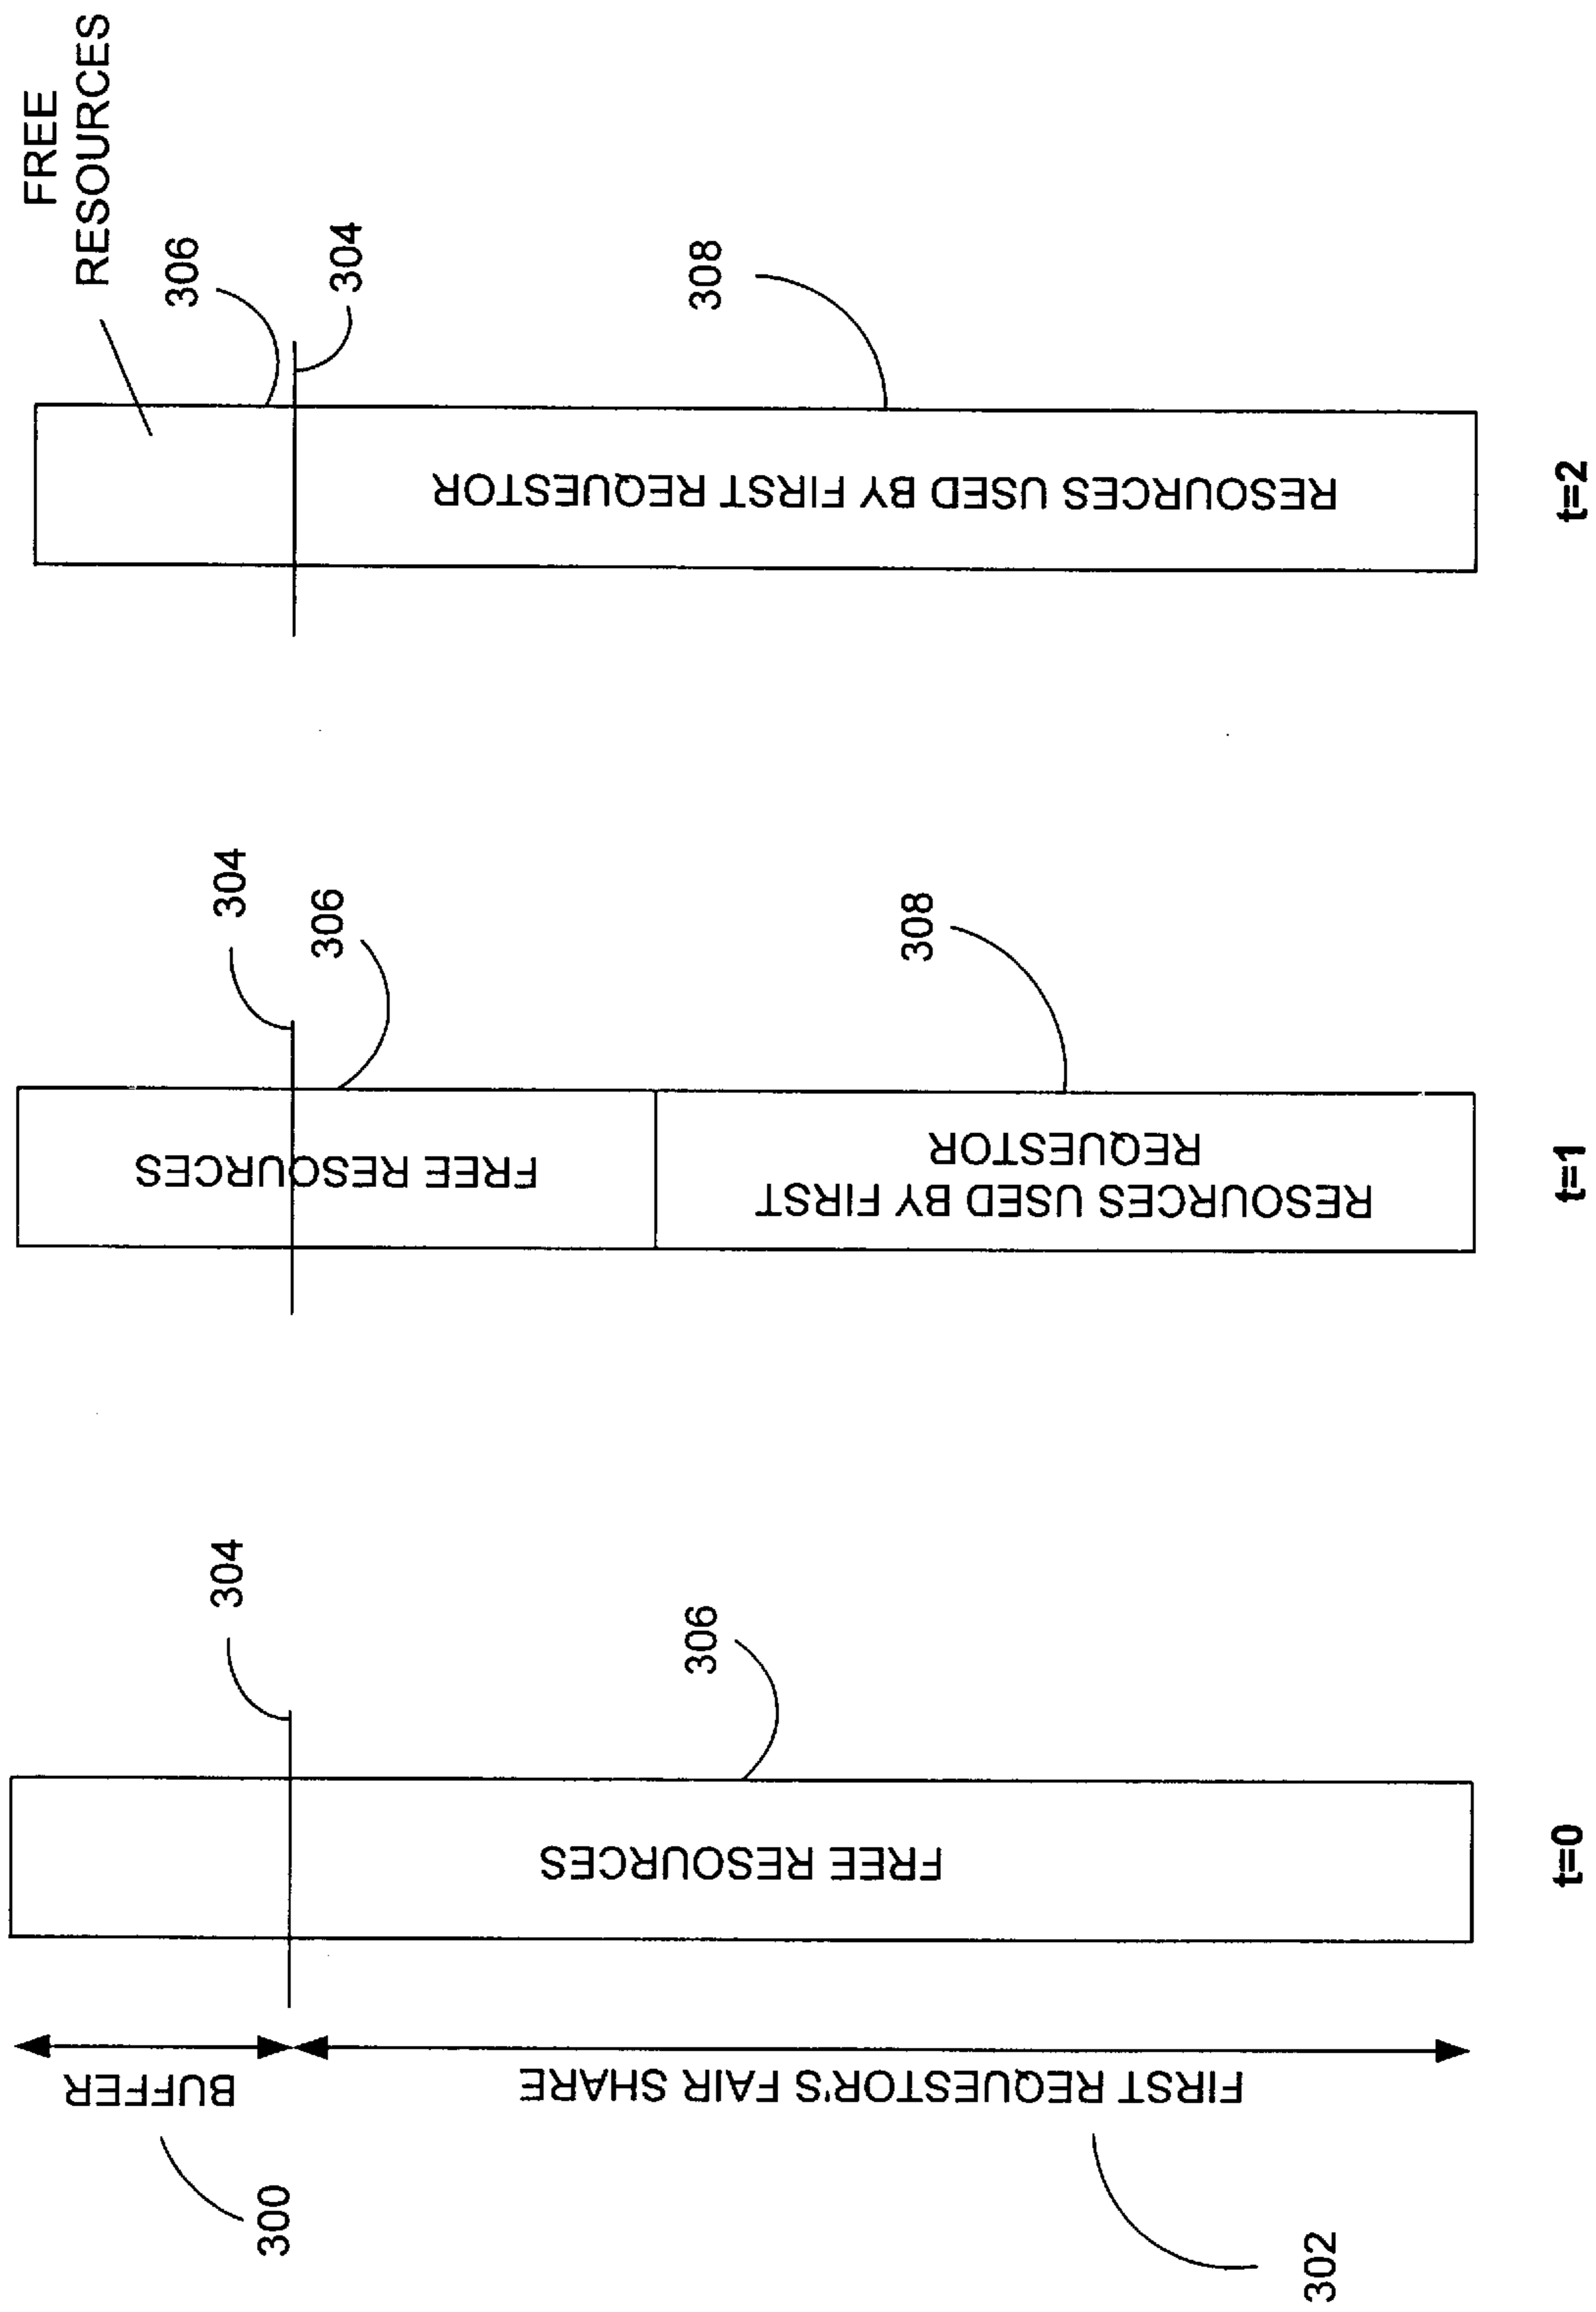 300
BUFFER
302
FIRST REQUESTOR'S FAIR SHARE
304
306
FREE RESOURCES
t=0
304
306
FREE RESOURCES
308
RESOURCES USED BY FIRST
REQUESTOR
t=1
FREE
RESOURCES
306
304
308
RESOURCES USED BY FIRST REQUESTOR
t=2